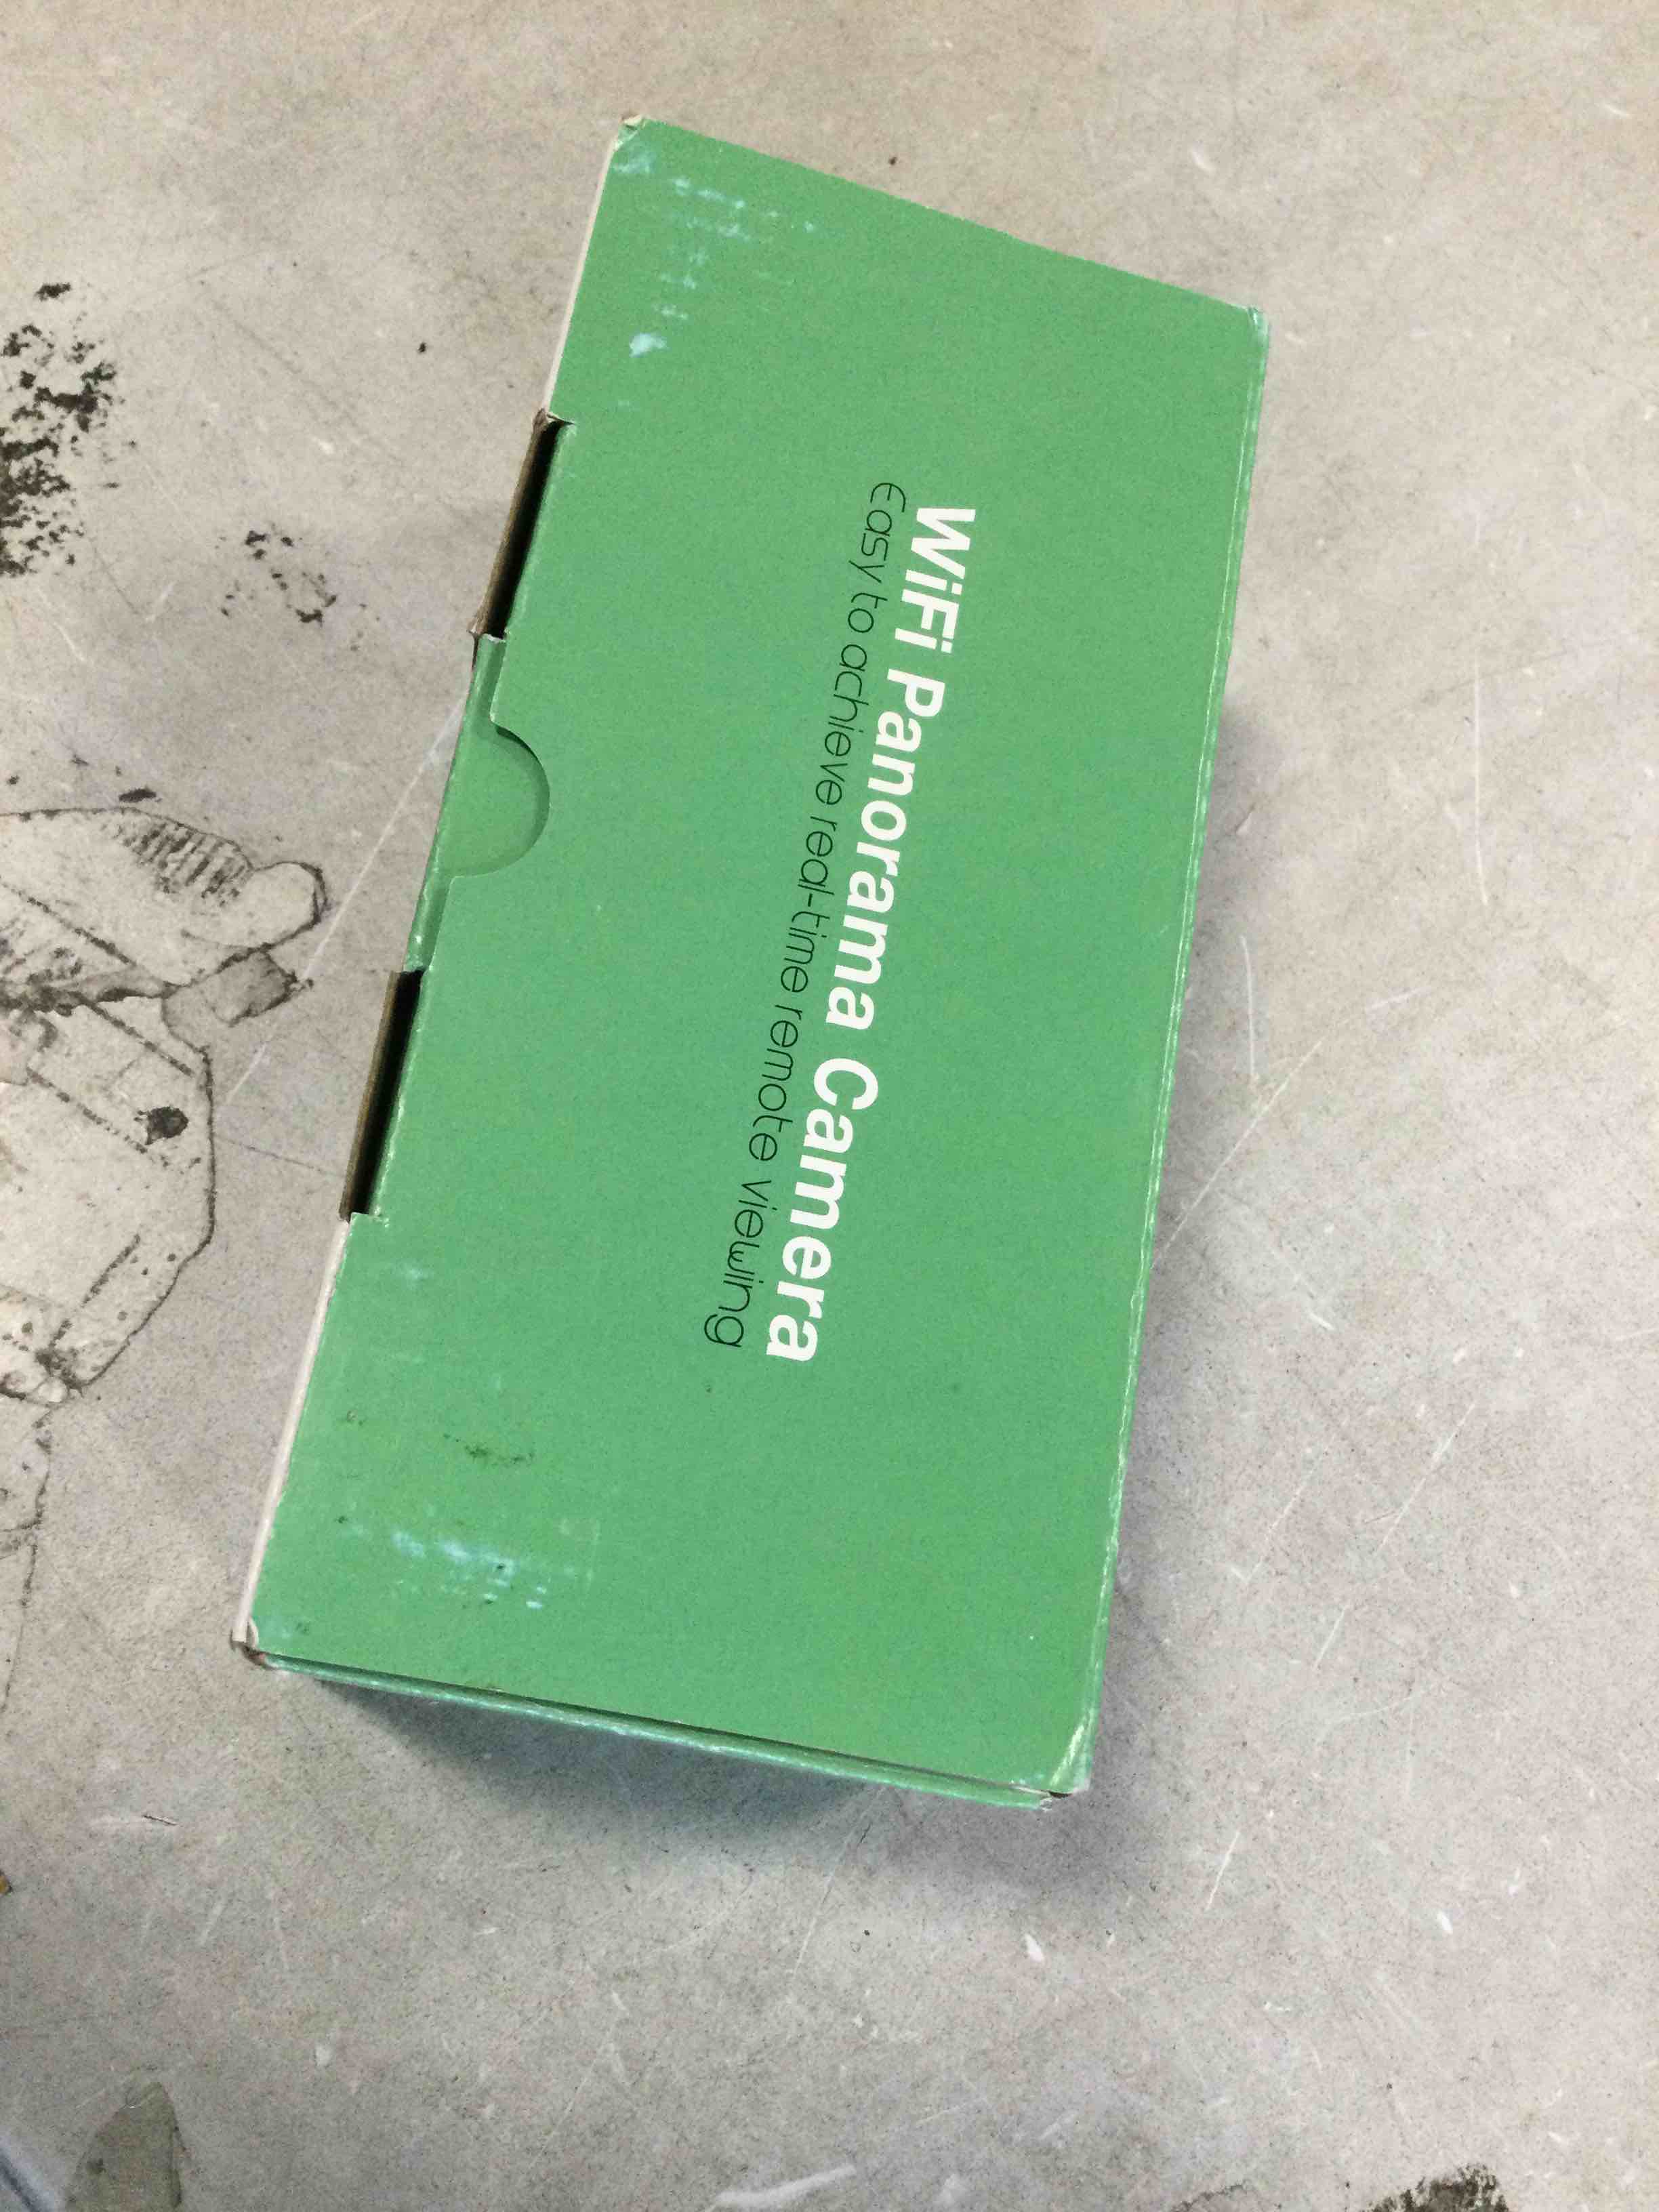 WiFi Panorama Camera
Easy to achieve real-time remote viewing